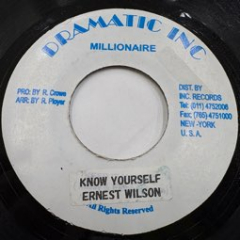 DRAMATIC INC
MILLIONAIRE
PRO: BY R. Crowe
ARR: BY R. Player
DIST. BY
INC. RECORDS
Tel: (011) 4752006
Fax: (765) 4751000
NEW-YORK
U. S. A.
KNOW YOURSELF
ERNEST WILSON
All Rights Reserved